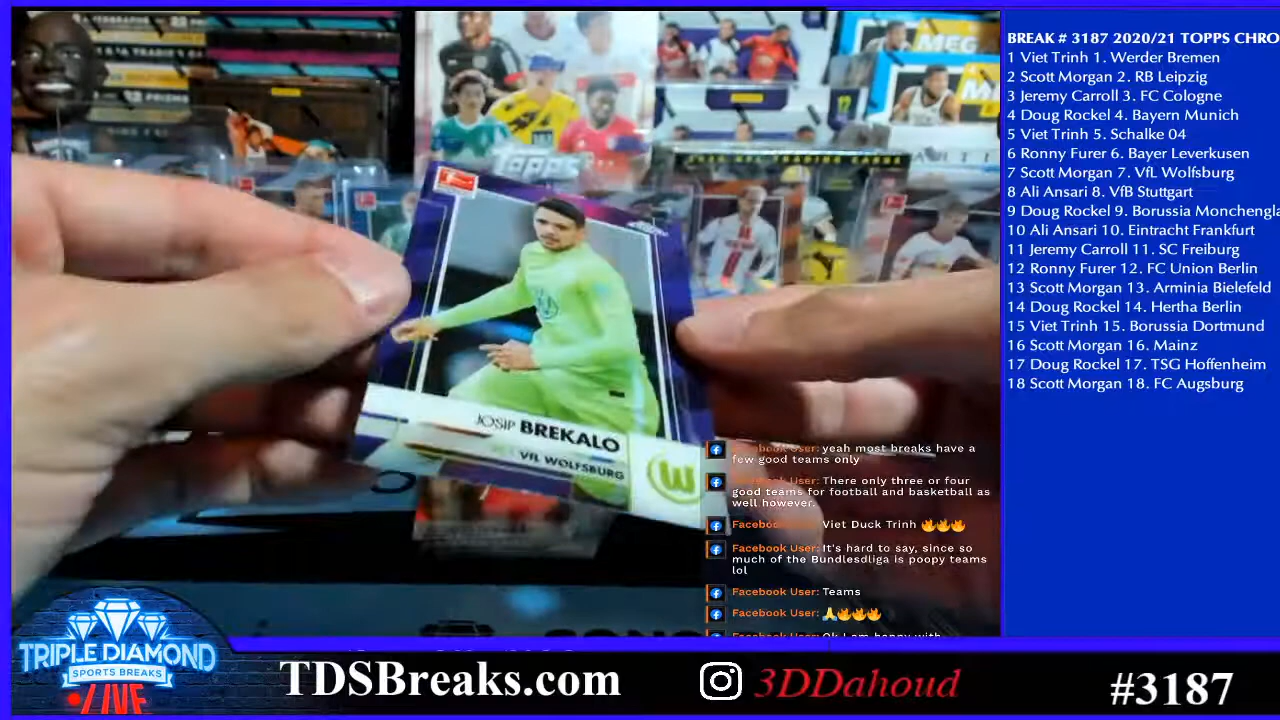 BREAK # 3187 2020/21 TOPPS CHRO
1 Viet Trinh 1. Werder Bremen
2 Scott Morgan 2. RB Leipzig
3 Jeremy Carroll 3. FC Cologne
4 Doug Rockel 4. Bayern Munich
5 Viet Trinh 5. Schalke 04
6 Ronny Furer 6. Bayer Leverkusen
7 Scott Morgan 7. VfL Wolfsburg
8 Ali Ansari 8. VfB Stuttgart
9 Doug Rockel 9. Borussia Monchengla
10 Ali Ansari 10. Eintracht Frankfurt
11 Jeremy Carroll 11. SC Freiburg
12 Ronny Furer 12. FC Union Berlin
13 Scott Morgan 13. Arminia Bielefeld
14 Doug Rockel 14. Hertha Berlin
15 Viet Trinh 15. Borussia Dortmund
16 Scott Morgan 16. Mainz
17 Doug Rockel 17. TSG Hoffenheim
18 Scott Morgan 18. FC Augsburg
MEG
Topps
JOSIP BREKALO
VFL WOLFSBURG
Facebook User: yeah most breaks have a
few good teams only
Facebook User: There only three or four
good teams for football and basketball as
well however.
Facebook User: Viet Duck Trinh 🔥🔥🔥
Facebook User: It's hard to say, since so
much of the Bundlesdliga is poopy teams
lol
Facebook User: Teams
Facebook User: 🙏🔥🔥🔥
TRIPLE DIAMOND
SPORTS BREAKS
LIVE
TDSBreaks.com
3DDahoud
#3187